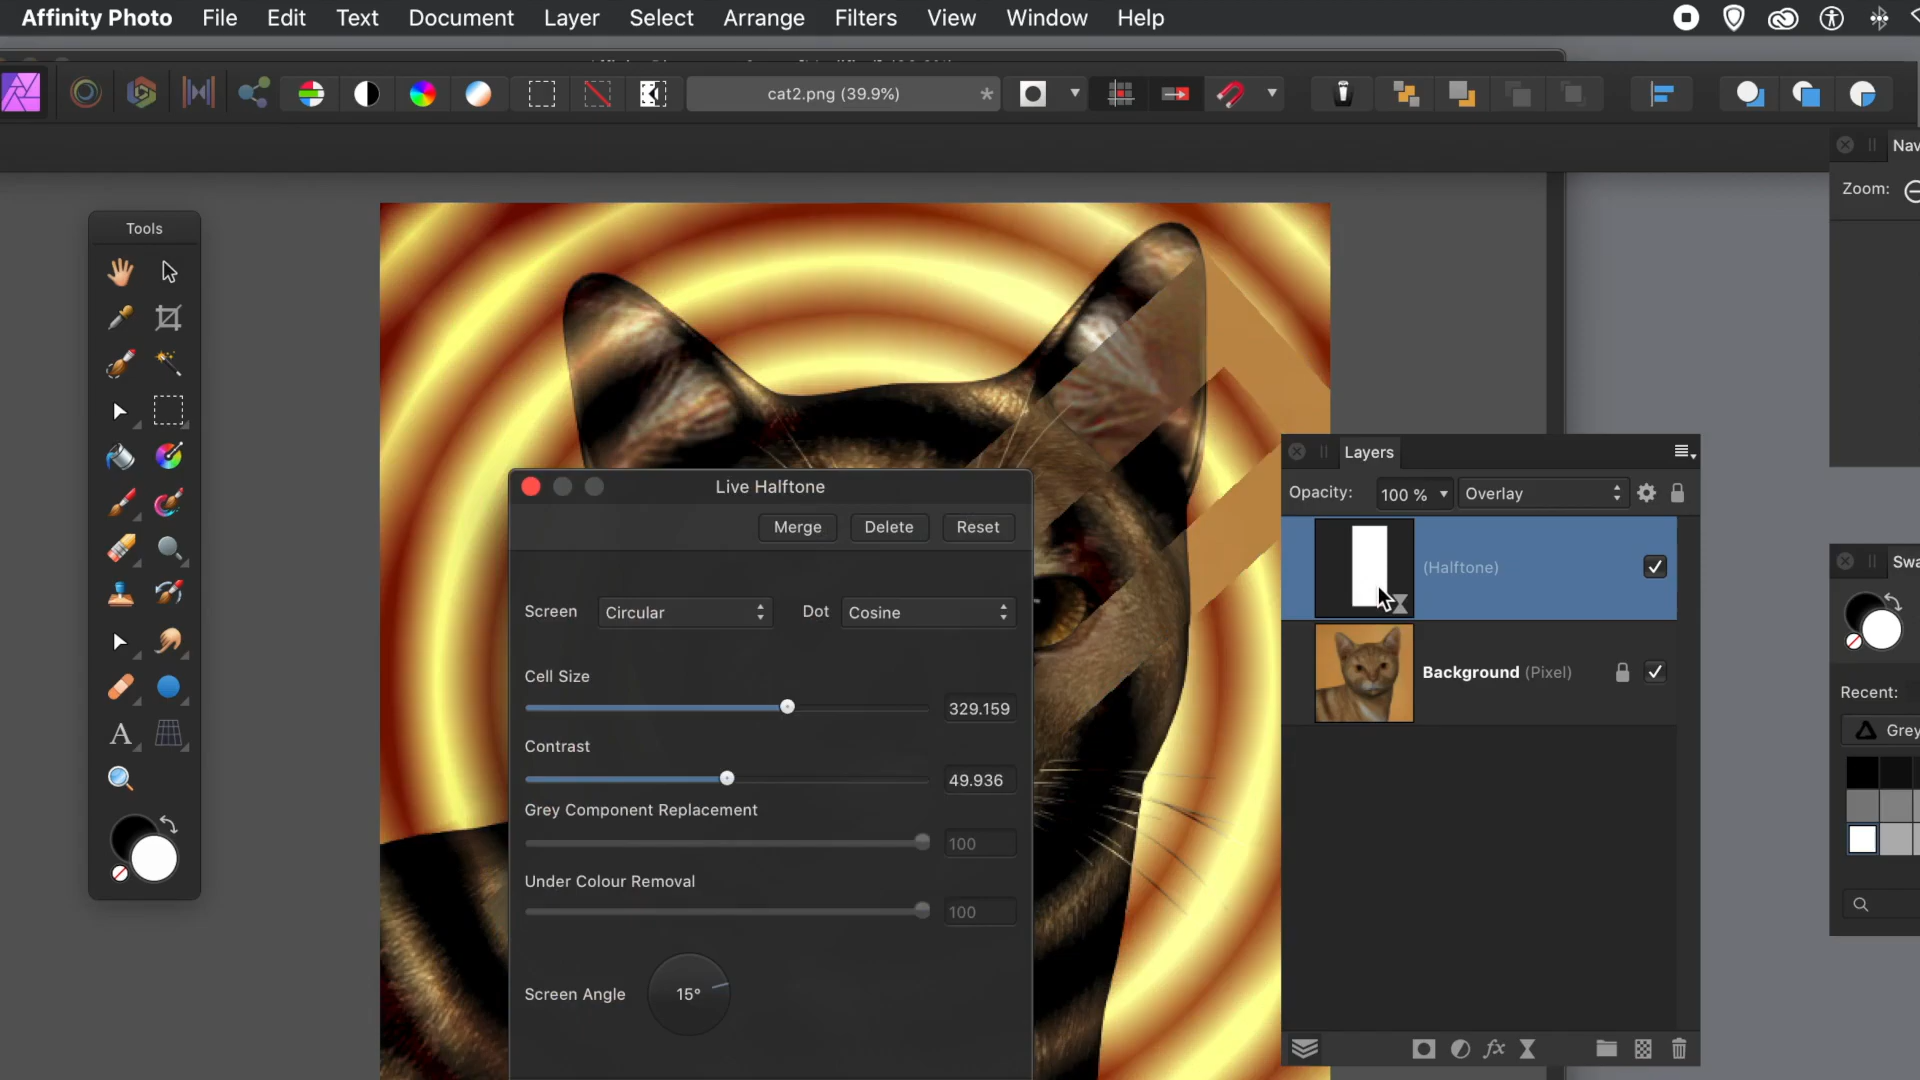 Affinity Photo File Edit Text Document Layer Select Arrange Filters View Window Help
cat2.png (39.9%) *
Nav
Zoom:
Tools
Layers
Opacity: 100 % Overlay
Live Halftone
Merge Delete Reset
(Halftone)
Swa
Screen Circular Dot Cosine
Cell Size
329.159
Background (Pixel)
Recent:
Grey
Contrast
49.936
Grey Component Replacement
100
Under Colour Removal
100
Screen Angle 15°
A
fx